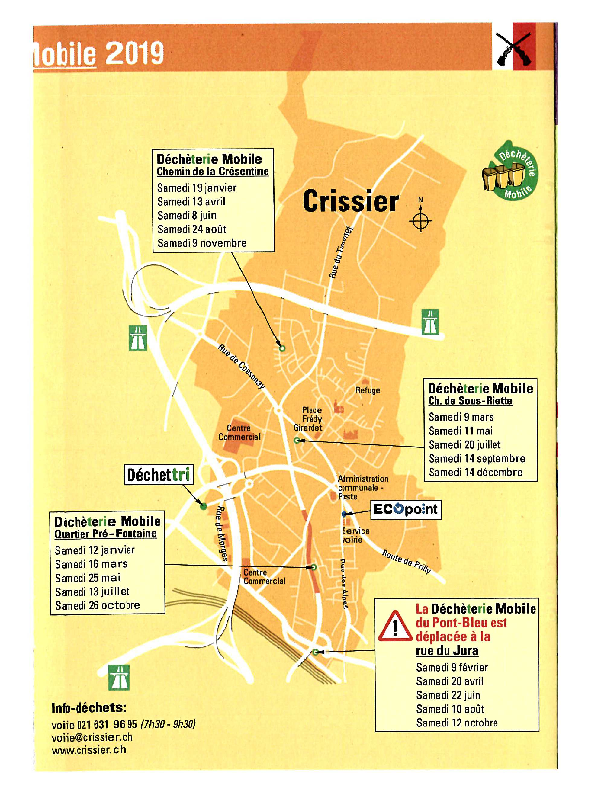 Mobile 2019
Déchèterie Mobile
Chemin de la Crésentine
Samedi 19 janvier
Samedi 13 avril
Samedi 8 juin
Samedi 24 août
Samedi 9 novembre
Déchèterie
Mobile
Crissier
N
Rue du Timonet
Rue de Cossonay
Refuge
Place
Frédy
Girardet
Centre
Commercial
Déchèterie Mobile
Ch. de Sous-Riette
Samedi 9 mars
Samedi 11 mai
Samedi 20 juillet
Samedi 14 septembre
Samedi 14 décembre
Déchettri
Administration
communale -
Poste
ECOpoint
Service
voirie
Rue de Morges
Route de Prilly
Rue des Alpes
Centre
Commercial
Déchèterie Mobile
Quartier Pré-Fontaine
Samedi 12 janvier
Samedi 16 mars
Samedi 25 mai
Samedi 13 juillet
Samedi 26 octobre
La Déchèterie Mobile
du Pont-Bleu est
déplacée à la
rue du Jura
Samedi 9 février
Samedi 20 avril
Samedi 22 juin
Samedi 10 août
Samedi 12 octobre
Info-déchets:
voirie 021 631 96 95 (7h30 - 9h30)
voirie@crissier.ch
www.crissier.ch